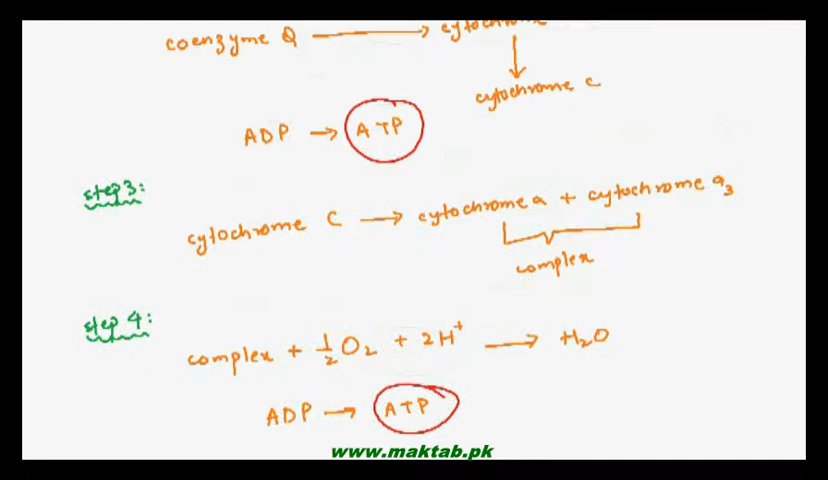 coenzyme Q → cytochrome
↓
cytochrome c
ADP → ATP
step 3:
cytochrome C → cytochrome a + cytochrome a₃
complex
step 4:
complex + ½O₂ + 2H⁺ → H₂O
ADP → ATP
www.maktab.pk